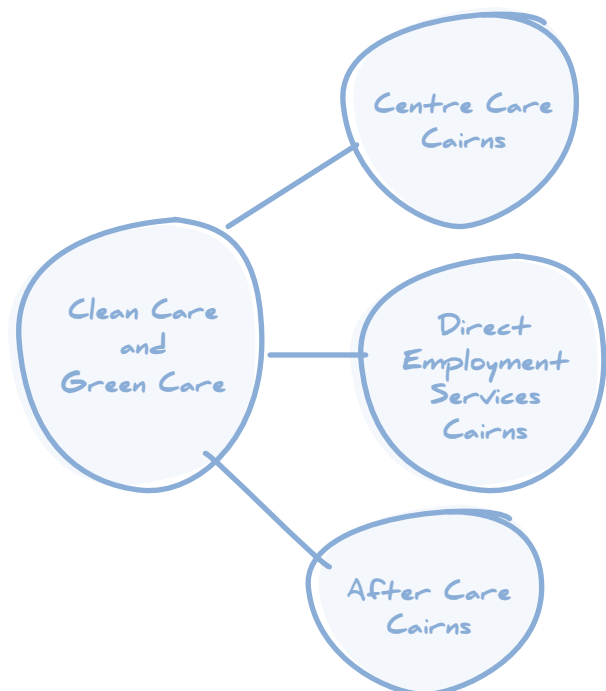 Centre Care
Cairns
Clean Care
and
Green Care
Direct
Employment
Services
Cairns
After Care
Cairns